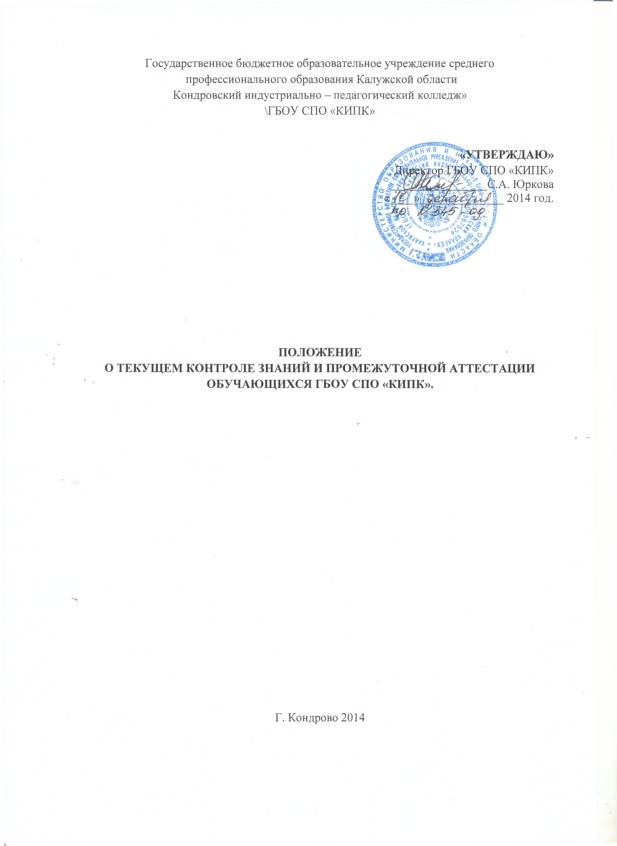 Государственное бюджетное образовательное учреждение среднего
профессионального образования Калужской области
Кондровский индустриально – педагогический колледж»
\ГБОУ СПО «КИПК»
«УТВЕРЖДАЮ»
Директор ГБОУ СПО «КИПК»
С.А. Юркова
декабря 2014 год.
ПОЛОЖЕНИЕ
О ТЕКУЩЕМ КОНТРОЛЕ ЗНАНИЙ И ПРОМЕЖУТОЧНОЙ АТТЕСТАЦИИ
ОБУЧАЮЩИХСЯ ГБОУ СПО «КИПК».
Г. Кондрово 2014